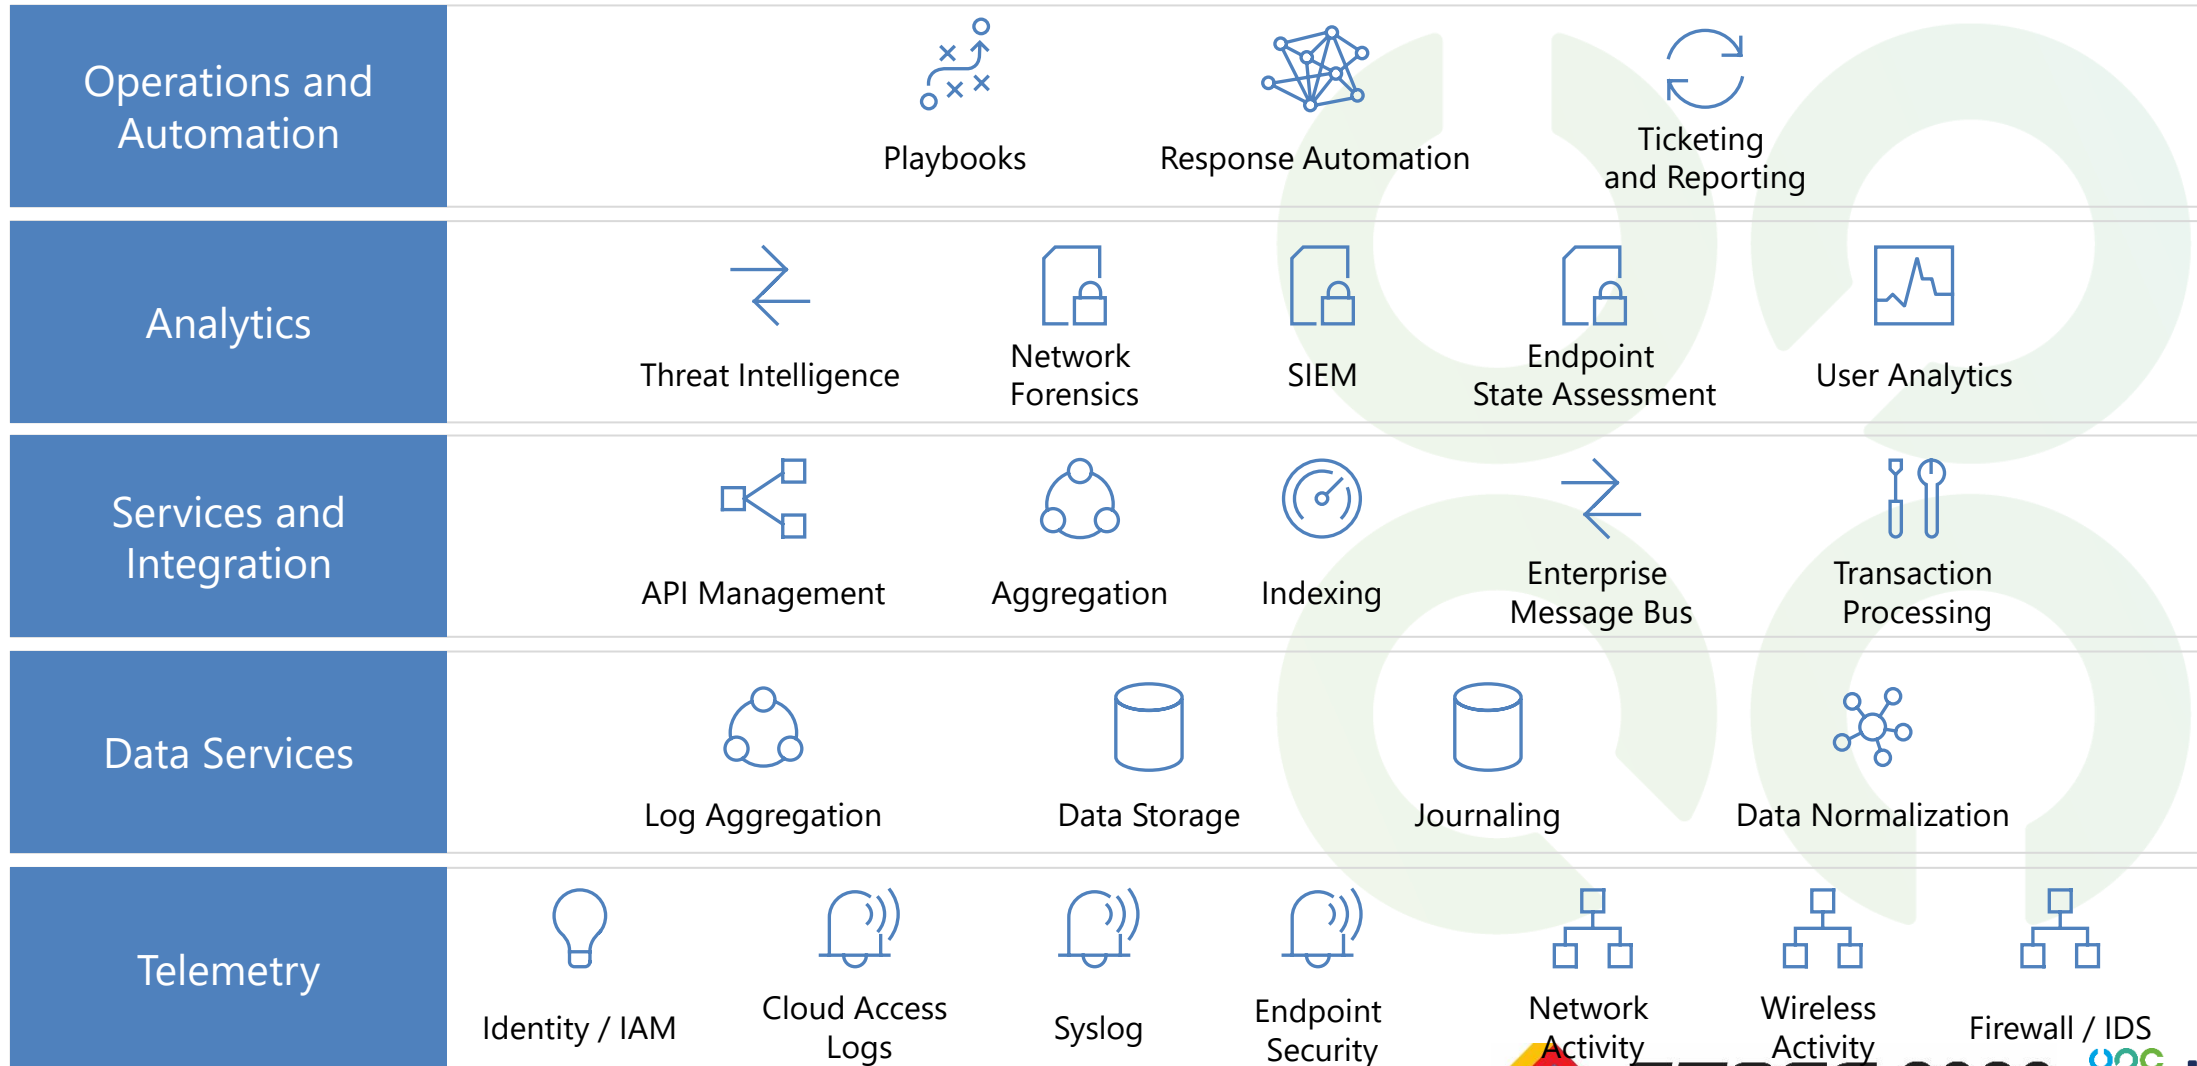 Operations and
Automation
Playbooks
Response Automation
Ticketing
and Reporting
Analytics
Threat Intelligence
Network
Forensics
SIEM
Endpoint
State Assessment
User Analytics
Services and
Integration
API Management
Aggregation
Indexing
Enterprise
Message Bus
Transaction
Processing
Data Services
Log Aggregation
Data Storage
Journaling
Data Normalization
Telemetry
Identity / IAM
Cloud Access
Logs
Syslog
Endpoint
Security
Network
Activity
Wireless
Activity
Firewall / IDS